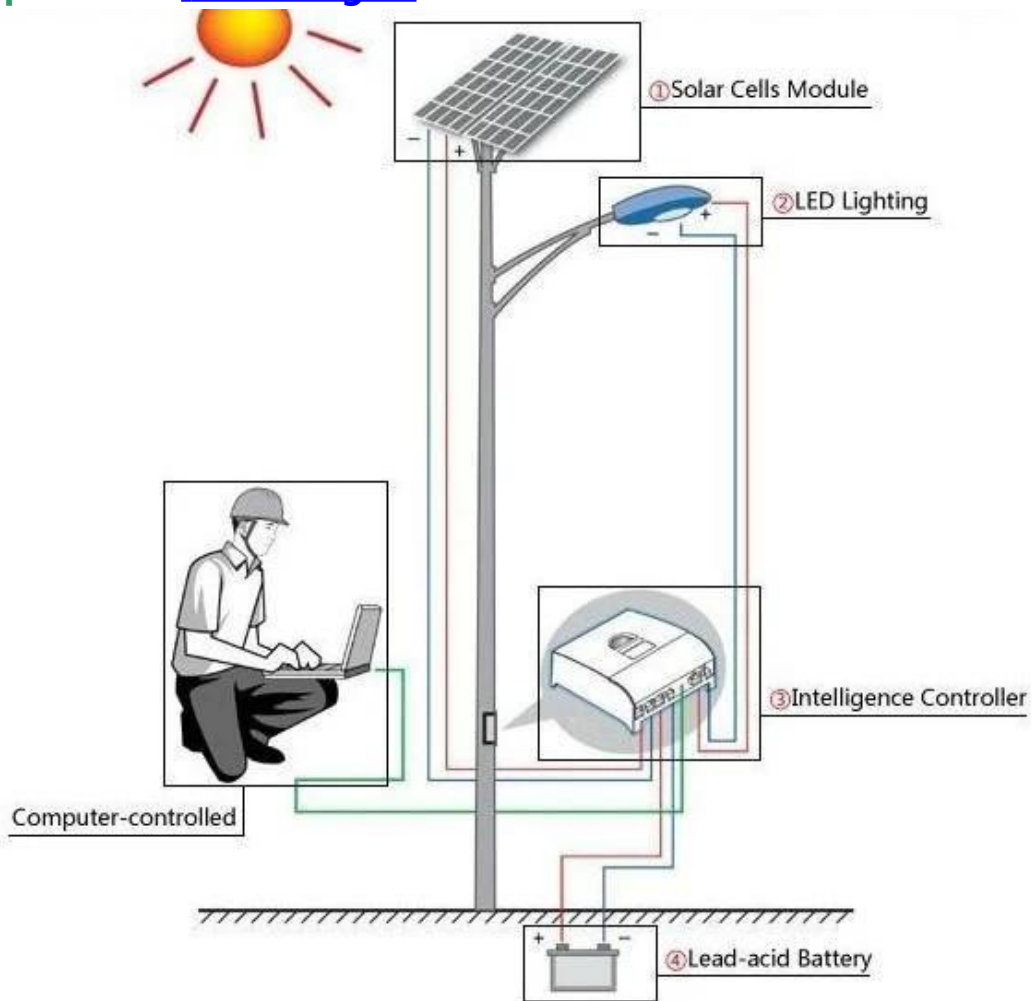 ①Solar Cells Module
− +
②LED Lighting
− +
③Intelligence Controller
Computer-controlled
+ −
④Lead-acid Battery